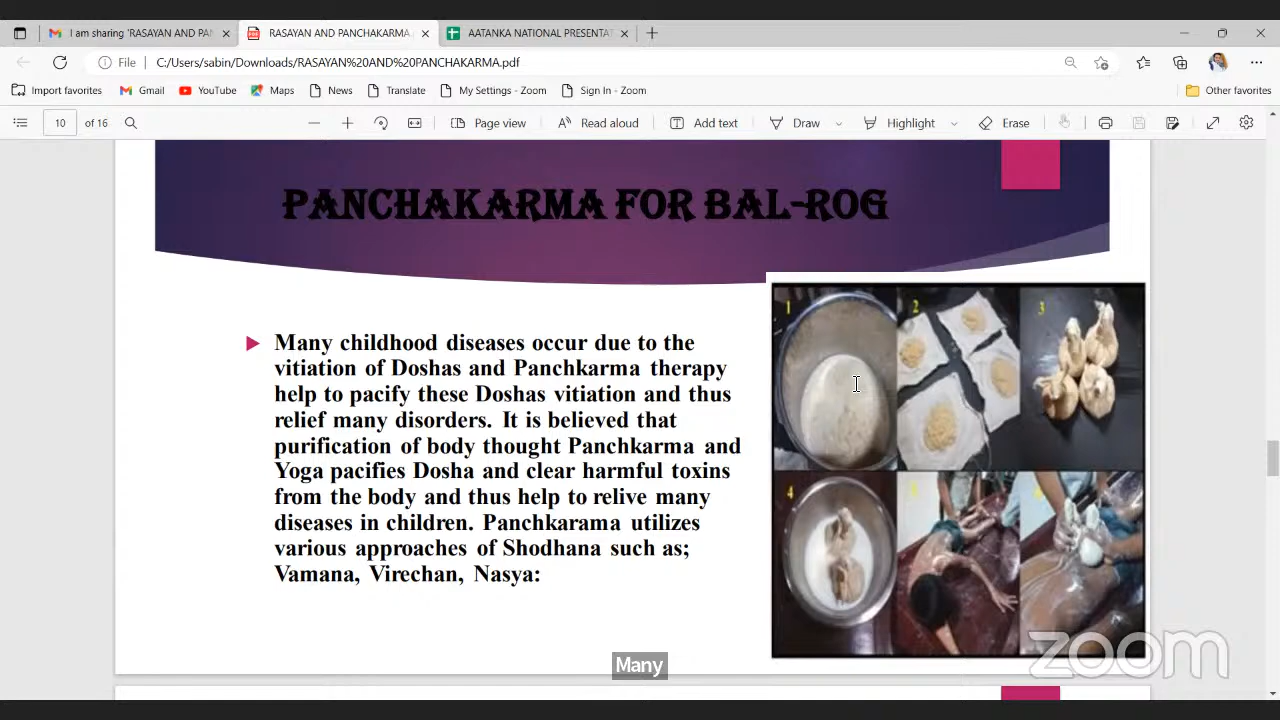 I am sharing 'RASAYAN AND PAN
RASAYAN AND PANCHAKARMA
AATANKA NATIONAL PRESENTAT
File
C:/Users/sabin/Downloads/RASAYAN%20AND%20PANCHAKARMA.pdf
Import favorites
Gmail
YouTube
Maps
News
Translate
My Settings - Zoom
Sign In - Zoom
Other favorites
10 of 16
Page view
Read aloud
Add text
Draw
Highlight
Erase
PANCHAKARMA FOR BAL-ROG
Many childhood diseases occur due to the
vitiation of Doshas and Panchkarma therapy
help to pacify these Doshas vitiation and thus
relief many disorders. It is believed that
purification of body thought Panchkarma and
Yoga pacifies Dosha and clear harmful toxins
from the body and thus help to relive many
diseases in children. Panchkarama utilizes
various approaches of Shodhana such as;
Vamana, Virechan, Nasya:
1
2
3
4
Many
zoom